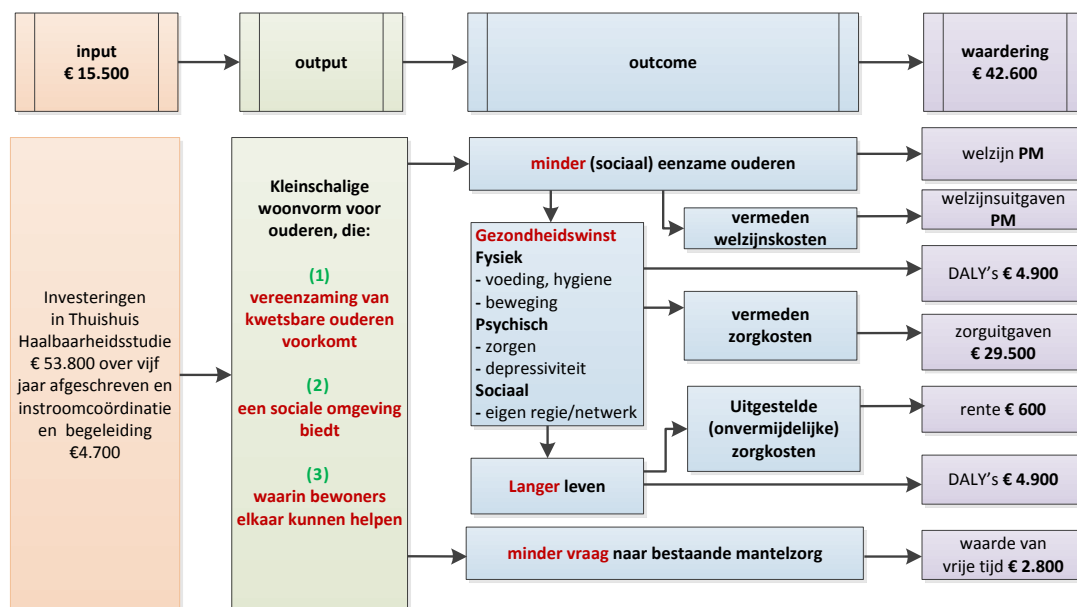 input
€ 15.500
output
outcome
waardering
€ 42.600
Investeringen
in Thuishuis
Haalbaarheidsstudie
€ 53.800 over vijf
jaar afgeschreven en
instroomcoördinatie
en begeleiding
€4.700
Kleinschalige
woonvorm voor
ouderen, die:
(1)
vereenzaming van
kwetsbare ouderen
voorkomt
(2)
een sociale omgeving
biedt
(3)
waarin bewoners
elkaar kunnen helpen
minder (sociaal) eenzame ouderen
vermeden
welzijnskosten
Gezondheidswinst
Fysiek
- voeding, hygiene
- beweging
Psychisch
- zorgen
- depressiviteit
Sociaal
- eigen regie/netwerk
vermeden
zorgkosten
Uitgestelde
(onvermijdelijke)
zorgkosten
Langer leven
minder vraag naar bestaande mantelzorg
welzijn PM
welzijnsuitgaven
PM
DALY's € 4.900
zorguitgaven
€ 29.500
rente € 600
DALY's € 4.900
waarde van
vrije tijd € 2.800